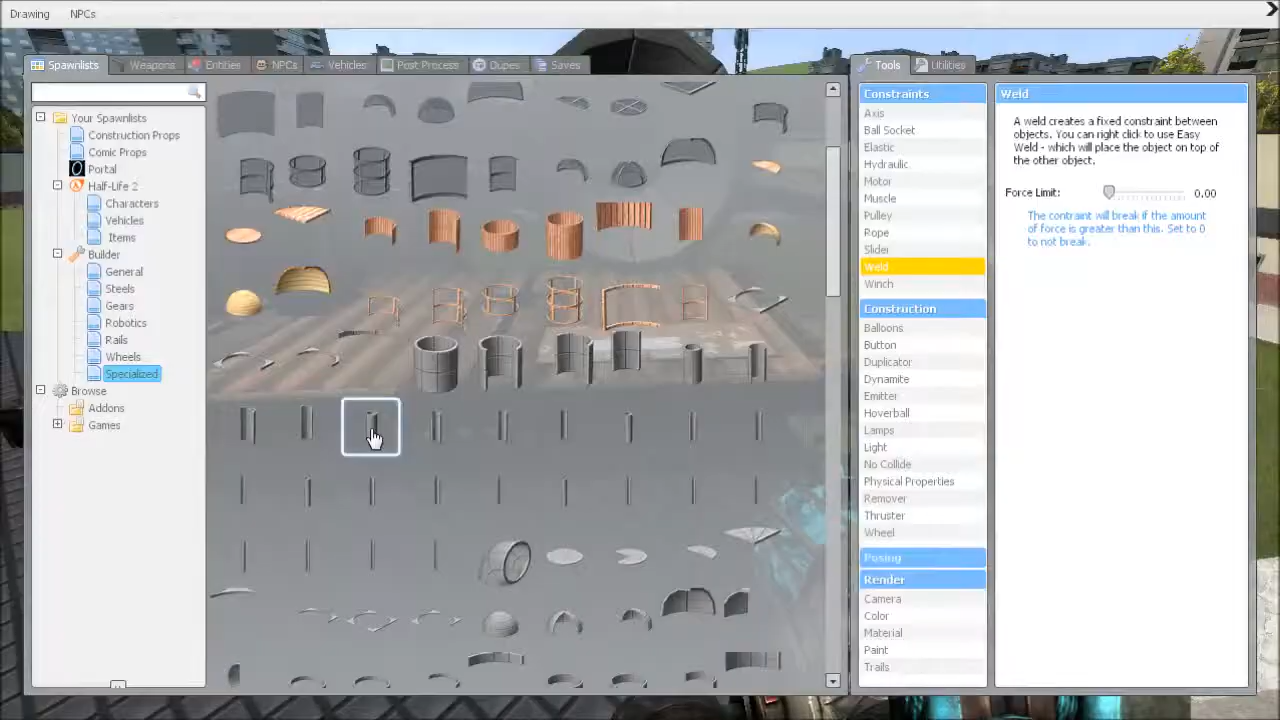 Drawing NPCs
Spawnlists Weapons Entities NPCs Vehicles Post Process Dupes Saves
Your Spawnlists
Construction Props
Comic Props
Portal
Half-Life 2
Characters
Vehicles
Items
Builder
General
Steels
Gears
Robotics
Rails
Wheels
Specialized
Browse
Addons
Games
Tools Utilities
Constraints
Axis
Ball Socket
Elastic
Hydraulic
Motor
Muscle
Pulley
Rope
Slider
Weld
Winch
Construction
Balloons
Button
Duplicator
Dynamite
Emitter
Hoverball
Lamps
Light
No Collide
Physical Properties
Remover
Thruster
Wheel
Posing
Render
Camera
Color
Material
Paint
Trails
Weld
A weld creates a fixed constraint between
objects. You can right click to use Easy
Weld - which will place the object on top of
the other object.
Force Limit: 0.00
The contraint will break if the amount
of force is greater than this. Set to 0
to not break.